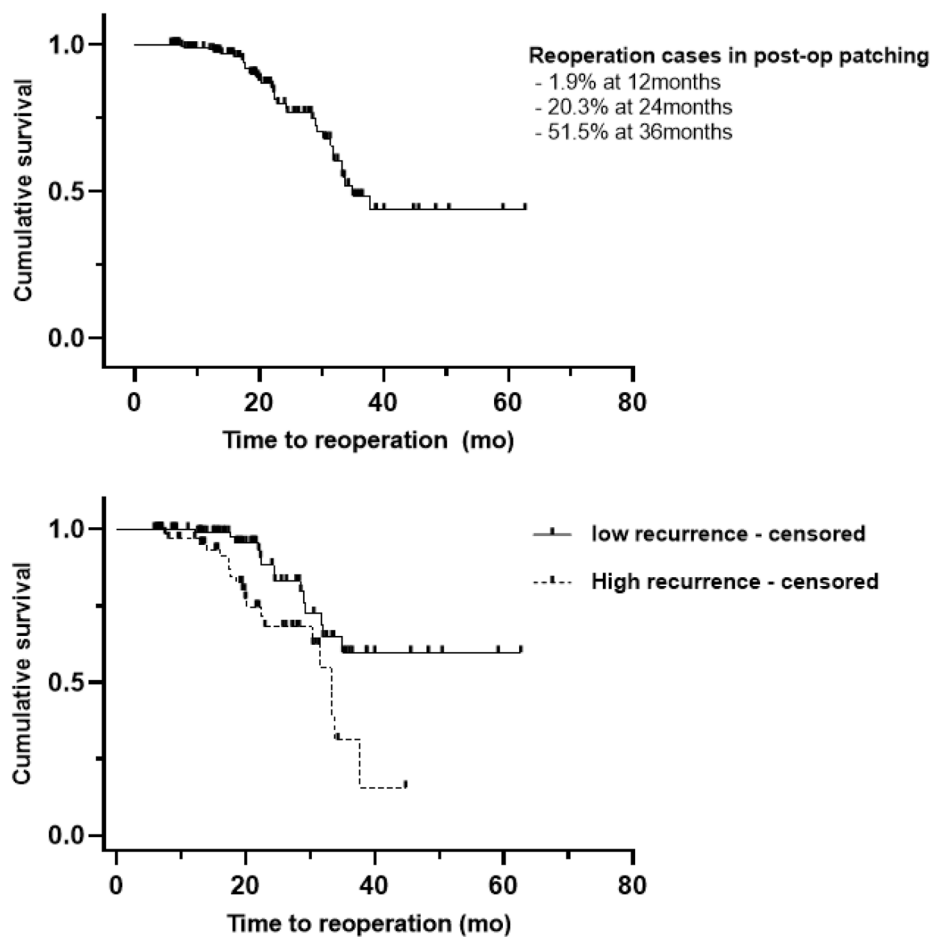 1.0
0.5
0.0
Cumulative survival
0 20 40 60 80
Time to reoperation (mo)
Reoperation cases in post-op patching
- 1.9% at 12months
- 20.3% at 24months
- 51.5% at 36months
1.0
0.5
0.0
Cumulative survival
0 20 40 60 80
Time to reoperation (mo)
low recurrence - censored
High recurrence - censored